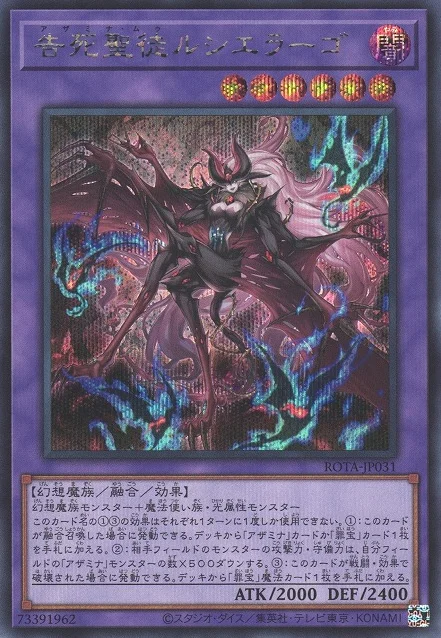 アザミナ ムウ
告死聖徒ルシエラーゴ
闇
ROTA-JP031
【幻想魔族／融合／効果】
幻想魔族モンスター＋魔法使い族・光属性モンスター
このカード名の①③の効果はそれぞれ1ターンに1度しか使用できない。①：このカード
が融合召喚した場合に発動できる。デッキから「アザミナ」カード1枚
を手札に加える。②：相手フィールドのモンスターの攻撃力・守備力は、自分フィー
ルドの「アザミナ」モンスターの数×500ダウンする。③：このカードが戦闘・効果で
破壊された場合に発動できる。デッキから「罪宝」魔法カード1枚を手札に加える。
ATK/2000 DEF/2400
73391962
©スタジオ・ダイス／集英社・テレビ東京・KONAMI